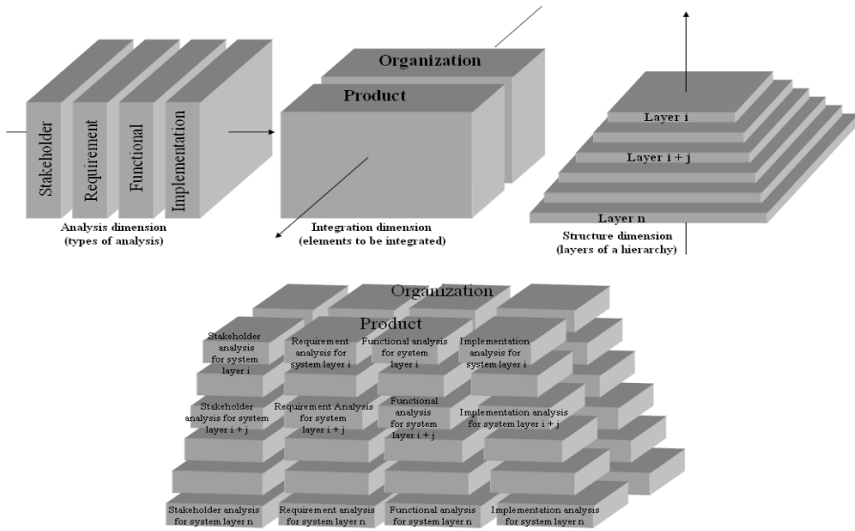 Stakeholder
Requirement
Functional
Implementation
Analysis dimension
(types of analysis)
Organization
Product
Integration dimension
(elements to be integrated)
Layer i
Layer i + j
Layer n
Structure dimension
(layers of a hierarchy)
Organization
Product
Stakeholder
analysis
for system
layer i
Requirement
analysis for
system layer i
Functional analysis
for system
layer i
Implementation
analysis for
system layer i
Stakeholder
analysis for system
layer i + j
Requirement Analysis
for system
layer i + j
Functional
analysis
for system
layer i + j
Implementation analysis
for system layer i + j
Stakeholder analysis
for system layer n
Requirement analysis
for system layer n
Functional analysis
for system layer n
Implementation analysis
for system layer n